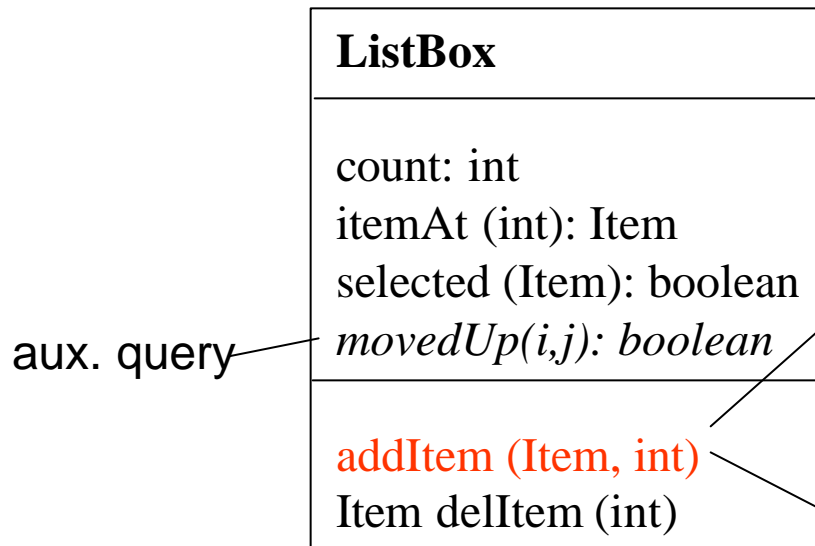 ListBox
count: int
itemAt (int): Item
selected (Item): boolean
aux. query
movedUp(i,j): boolean
addItem (Item, int)
Item delItem (int)